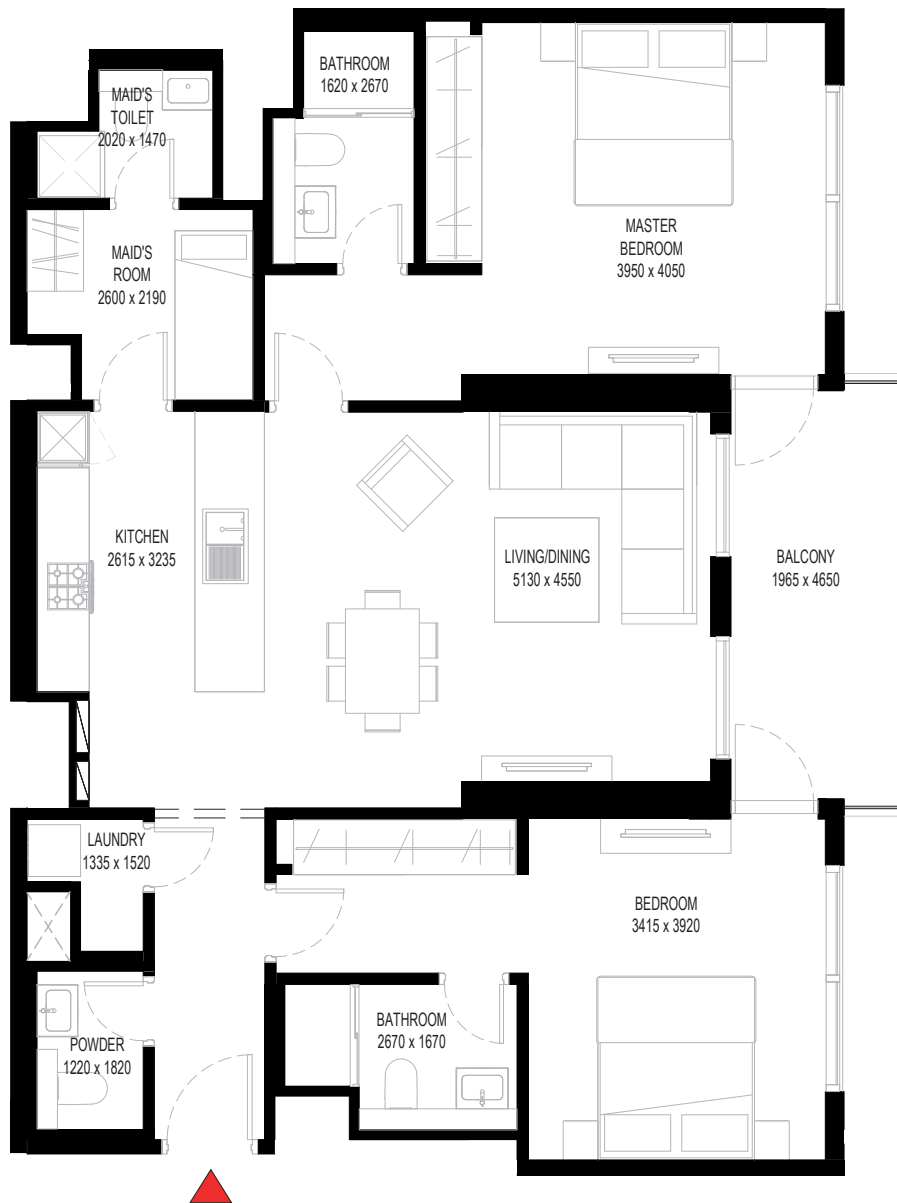 BATHROOM
1620 x 2670
MAID'S
TOILET
2020 x 1470
MASTER
BEDROOM
3950 x 4050
MAID'S
ROOM
2600 x 2190
KITCHEN
2615 x 3235
LIVING/DINING
5130 x 4550
BALCONY
1965 x 4650
LAUNDRY
1335 x 1520
BEDROOM
3415 x 3920
BATHROOM
2670 x 1670
POWDER
1220 x 1820